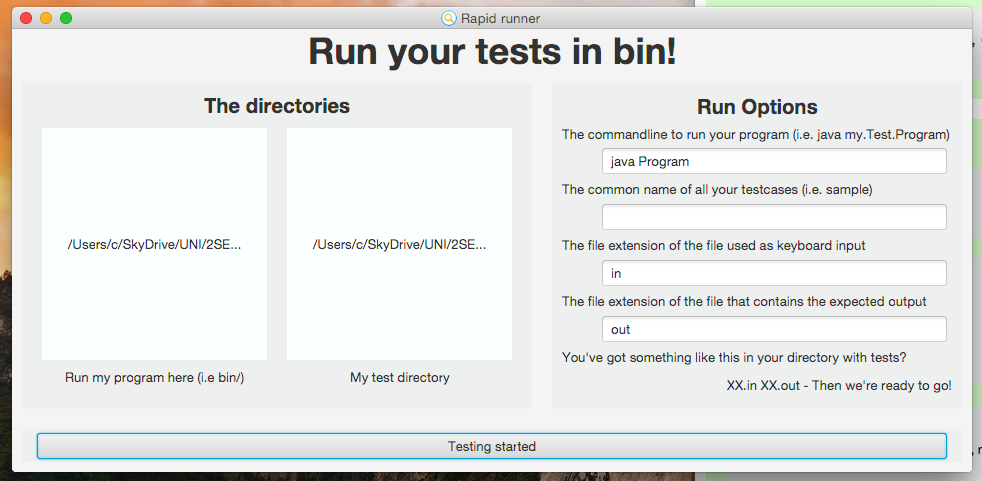 Rapid runner
Run your tests in bin!
The directories
/Users/c/SkyDrive/UNI/2SE...
/Users/c/SkyDrive/UNI/2SE...
Run my program here (i.e bin/)
My test directory
Run Options
The commandline to run your program (i.e. java my.Test.Program)
java Program
The common name of all your testcases (i.e. sample)
The file extension of the file used as keyboard input
in
The file extension of the file that contains the expected output
out
You've got something like this in your directory with tests?
XX.in XX.out - Then we're ready to go!
Testing started